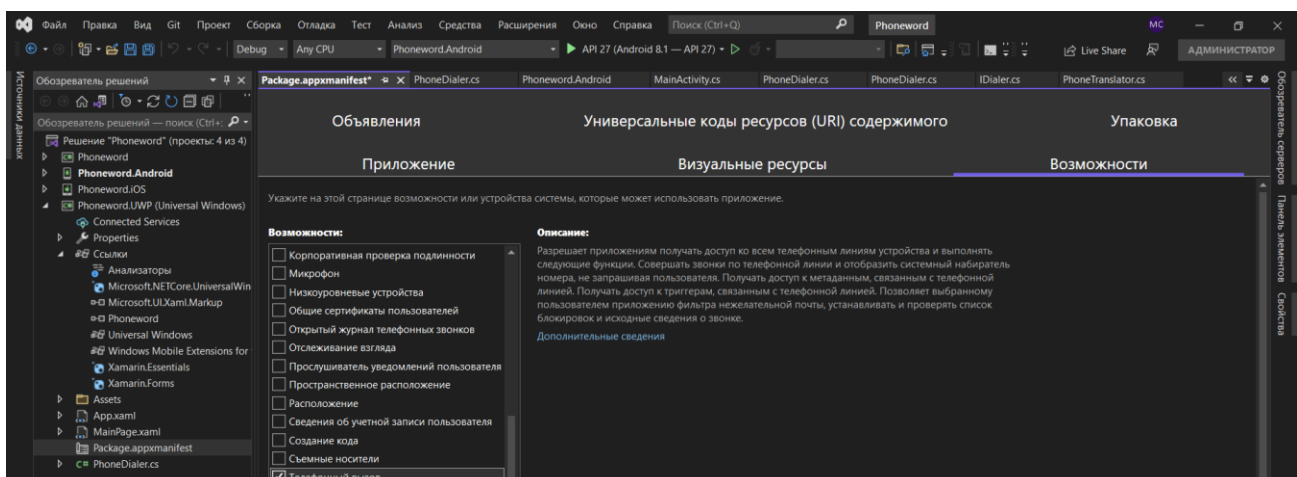 Файл Правка Вид Git Проект Сборка Отладка Тест Анализ Средства Расширения Окно Справка Поиск (Ctrl+Q) Phoneword МС
Debug Any CPU Phoneword.Android API 27 (Android 8.1 — API 27) Live Share АДМИНИСТРАТОР
Источники данных
Обозреватель решений
Обозреватель решений — поиск (Ctrl+;
Решение "Phoneword" (проекты: 4 из 4)
Phoneword
Phoneword.Android
Phoneword.iOS
Phoneword.UWP (Universal Windows)
Connected Services
Properties
Ссылки
Анализаторы
Microsoft.NETCore.UniversalWin
Microsoft.UI.Xaml.Markup
Phoneword
Universal Windows
Windows Mobile Extensions for
Xamarin.Essentials
Xamarin.Forms
Assets
App.xaml
MainPage.xaml
Package.appxmanifest
C# PhoneDialer.cs
Package.appxmanifest* PhoneDialer.cs Phoneword.Android MainActivity.cs PhoneDialer.cs PhoneDialer.cs IDialer.cs PhoneTranslator.cs
Объявления Универсальные коды ресурсов (URI) содержимого Упаковка
Приложение Визуальные ресурсы Возможности
Укажите на этой странице возможности или устройства системы, которые может использовать приложение.
Возможности:
Корпоративная проверка подлинности
Микрофон
Низкоуровневые устройства
Общие сертификаты пользователей
Открытый журнал телефонных звонков
Отслеживание взгляда
Прослушиватель уведомлений пользователя
Пространственное расположение
Расположение
Сведения об учетной записи пользователя
Создание кода
Съемные носители
Телефонный вызов
Описание:
Разрешает приложениям получать доступ ко всем телефонным линиям устройства и выполнять
следующие функции. Совершать звонки по телефонной линии и отобразить системный набиратель
номера, не запрашивая пользователя. Получать доступ к метаданным, связанным с телефонной
линией. Получать доступ к триггерам, связанным с телефонной линией. Позволяет выбранному
пользователем приложению фильтра нежелательной почты, устанавливать и проверять список
блокировок и исходные сведения о звонке.
Дополнительные сведения
Обозреватель серверов
Панель элементов
Свойства